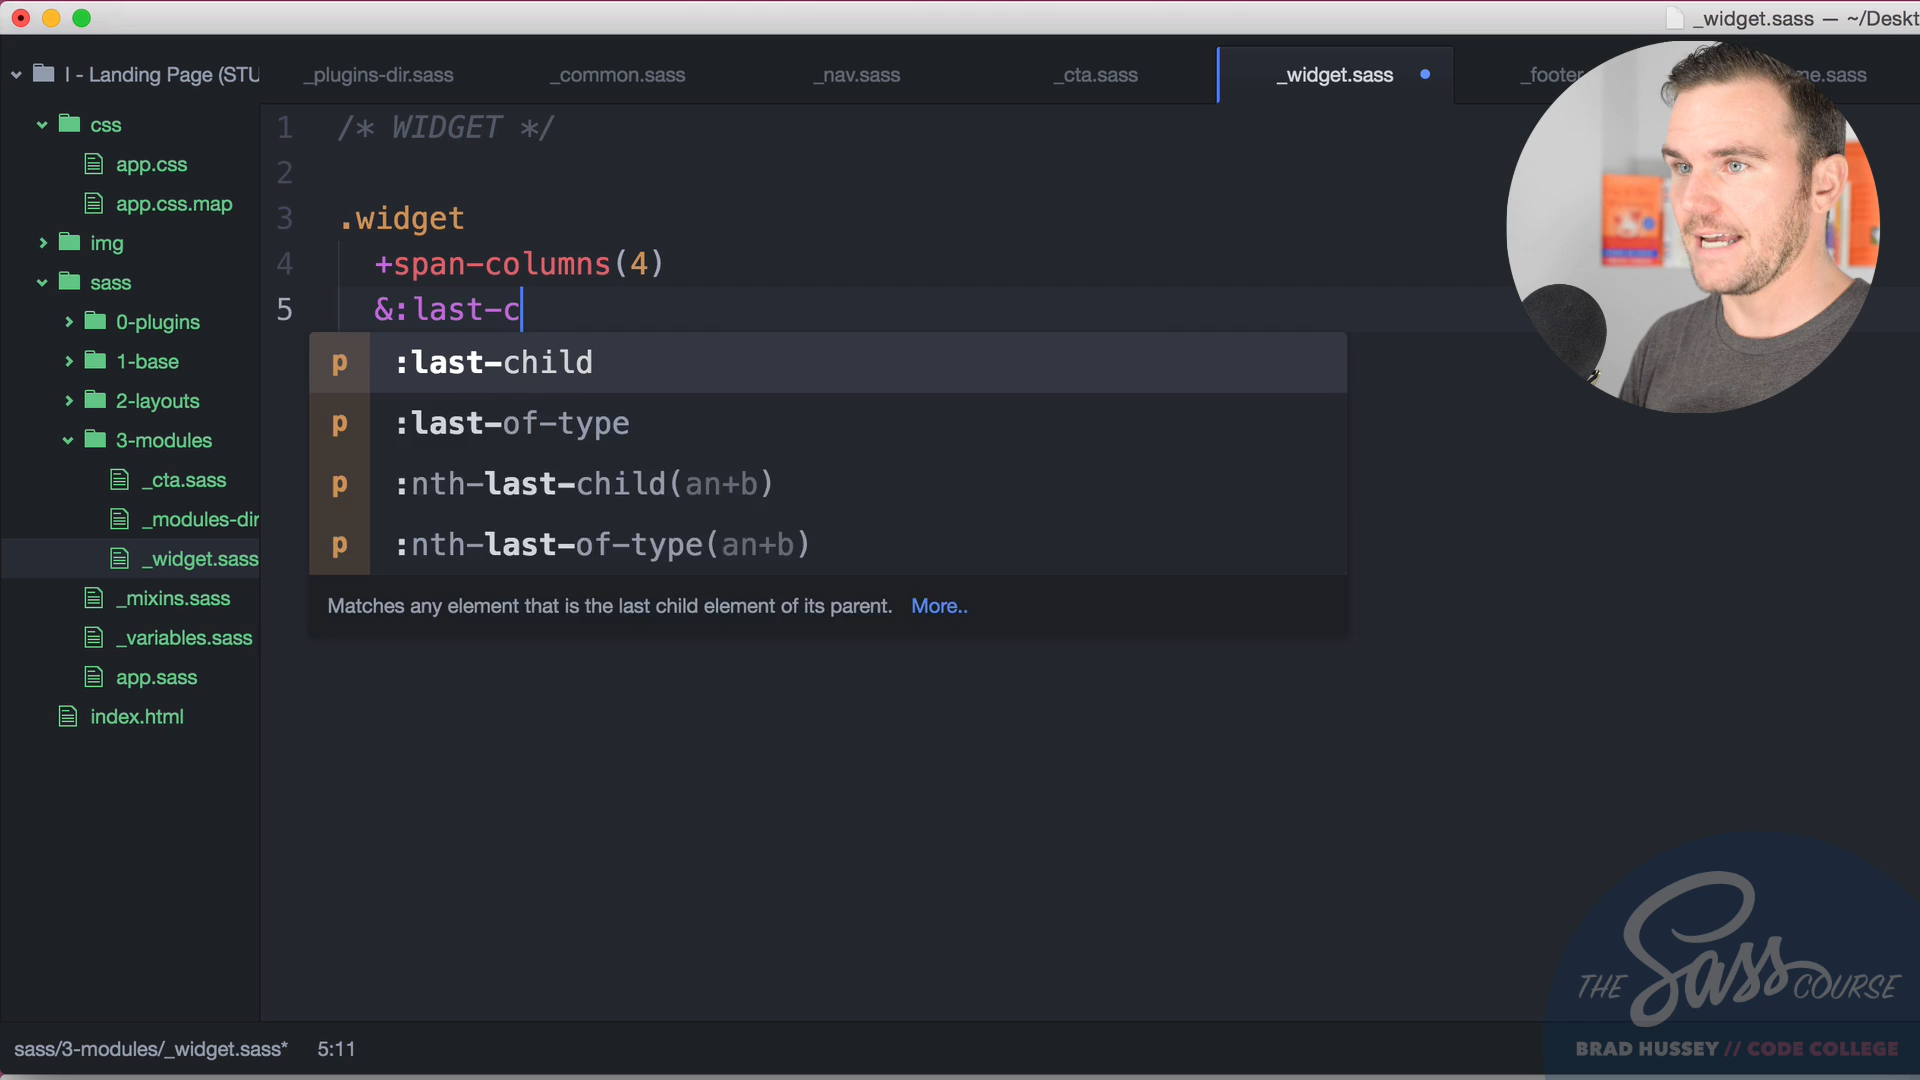 _widget.sass — ~/Deskt
I - Landing Page (STU
_plugins-dir.sass
_common.sass
_nav.sass
_cta.sass
_widget.sass
_footer
me.sass
css
app.css
app.css.map
img
sass
0-plugins
1-base
2-layouts
3-modules
_cta.sass
_modules-dir
_widget.sass
_mixins.sass
_variables.sass
app.sass
index.html
1 /* WIDGET */
2
3 .widget
4 +span-columns(4)
5 &:last-c
p :last-child
p :last-of-type
p :nth-last-child(an+b)
p :nth-last-of-type(an+b)
Matches any element that is the last child element of its parent. More..
THE Sass COURSE
BRAD HUSSEY // CODE COLLEGE
sass/3-modules/_widget.sass* 5:11